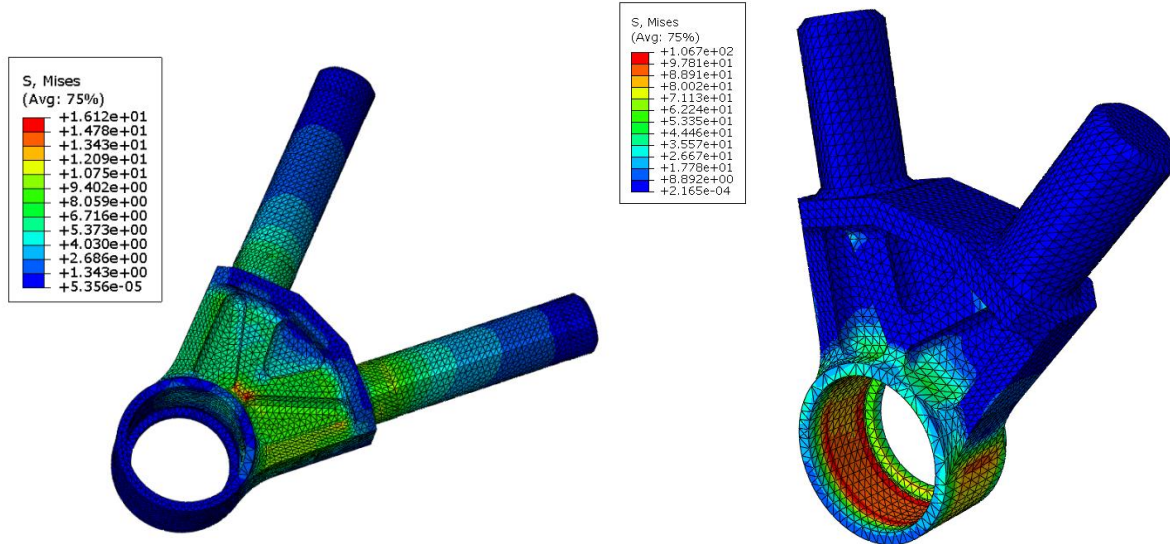 S, Mises
(Avg: 75%)
+1.612e+01
+1.478e+01
+1.343e+01
+1.209e+01
+1.075e+01
+9.402e+00
+8.059e+00
+6.716e+00
+5.373e+00
+4.030e+00
+2.686e+00
+1.343e+00
+5.356e-05
S, Mises
(Avg: 75%)
+1.067e+02
+9.781e+01
+8.891e+01
+8.002e+01
+7.113e+01
+6.224e+01
+5.335e+01
+4.446e+01
+3.557e+01
+2.667e+01
+1.778e+01
+8.892e+00
+2.165e-04